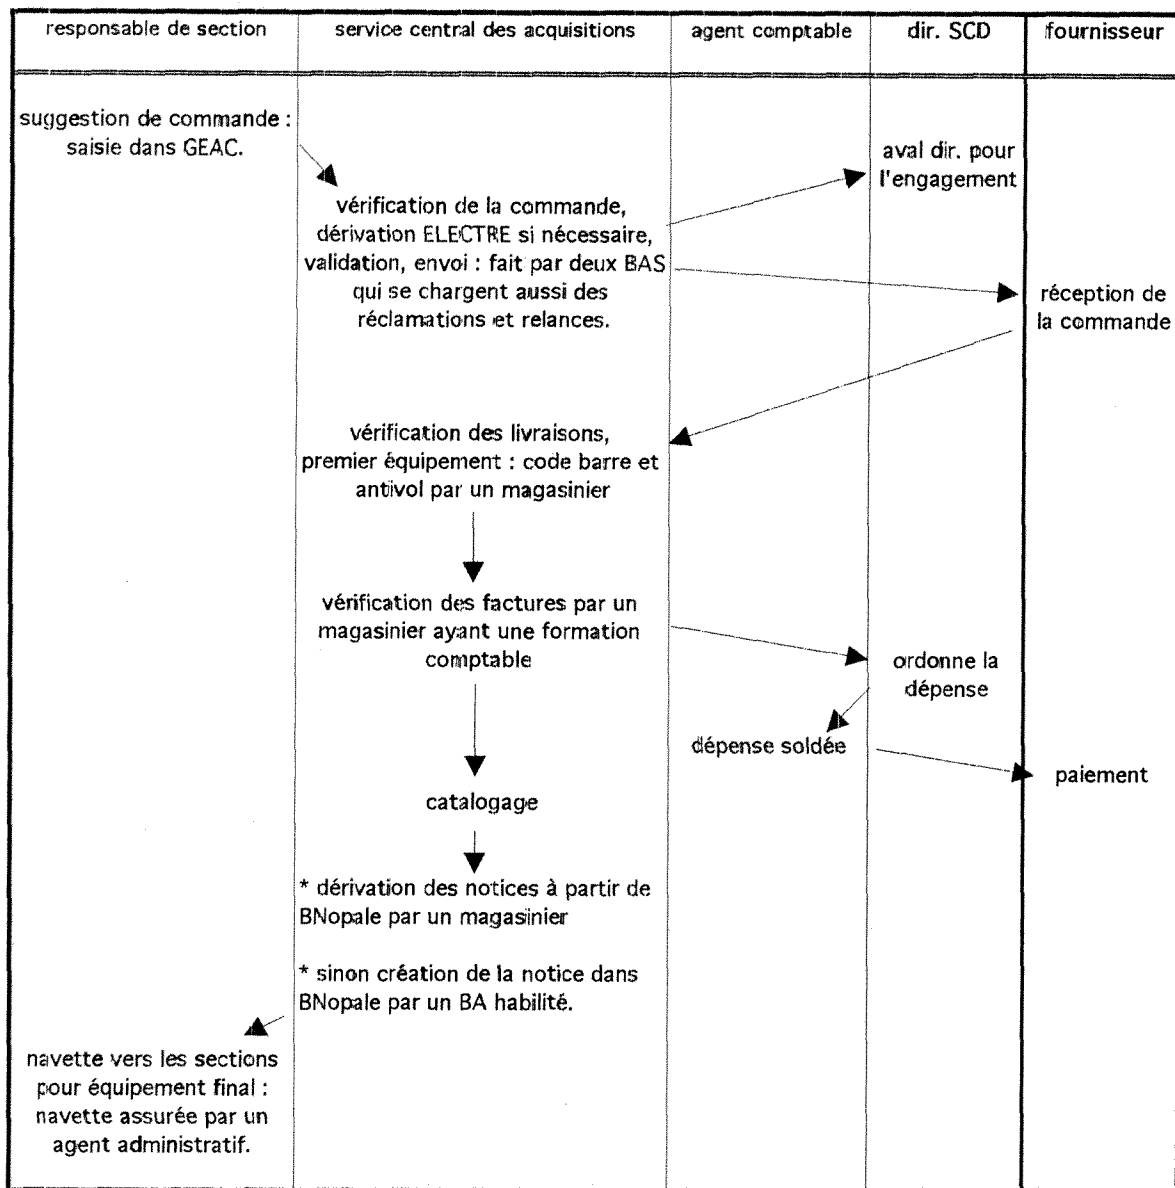 responsable de section
service central des acquisitions
agent comptable
dir. SCD
fournisseur
suggestion de commande :
saisie dans GEAC.
aval dir. pour
l'engagement
vérification de la commande,
dérivation ELECTRE si nécessaire,
validation, envoi : fait par deux BAS
qui se chargent aussi des
réclamations et relances.
réception de
la commande
vérification des livraisons,
premier équipement : code barre et
antivol par un magasinier
vérification des factures par un
magasinier ayant une formation
comptable
ordonne la
dépense
dépense soldée
paiement
catalogage
* dérivation des notices à partir de
BNopale par un magasinier
* sinon création de la notice dans
BNopale par un BA habilité.
navette vers les sections
pour équipement final :
navette assurée par un
agent administratif.